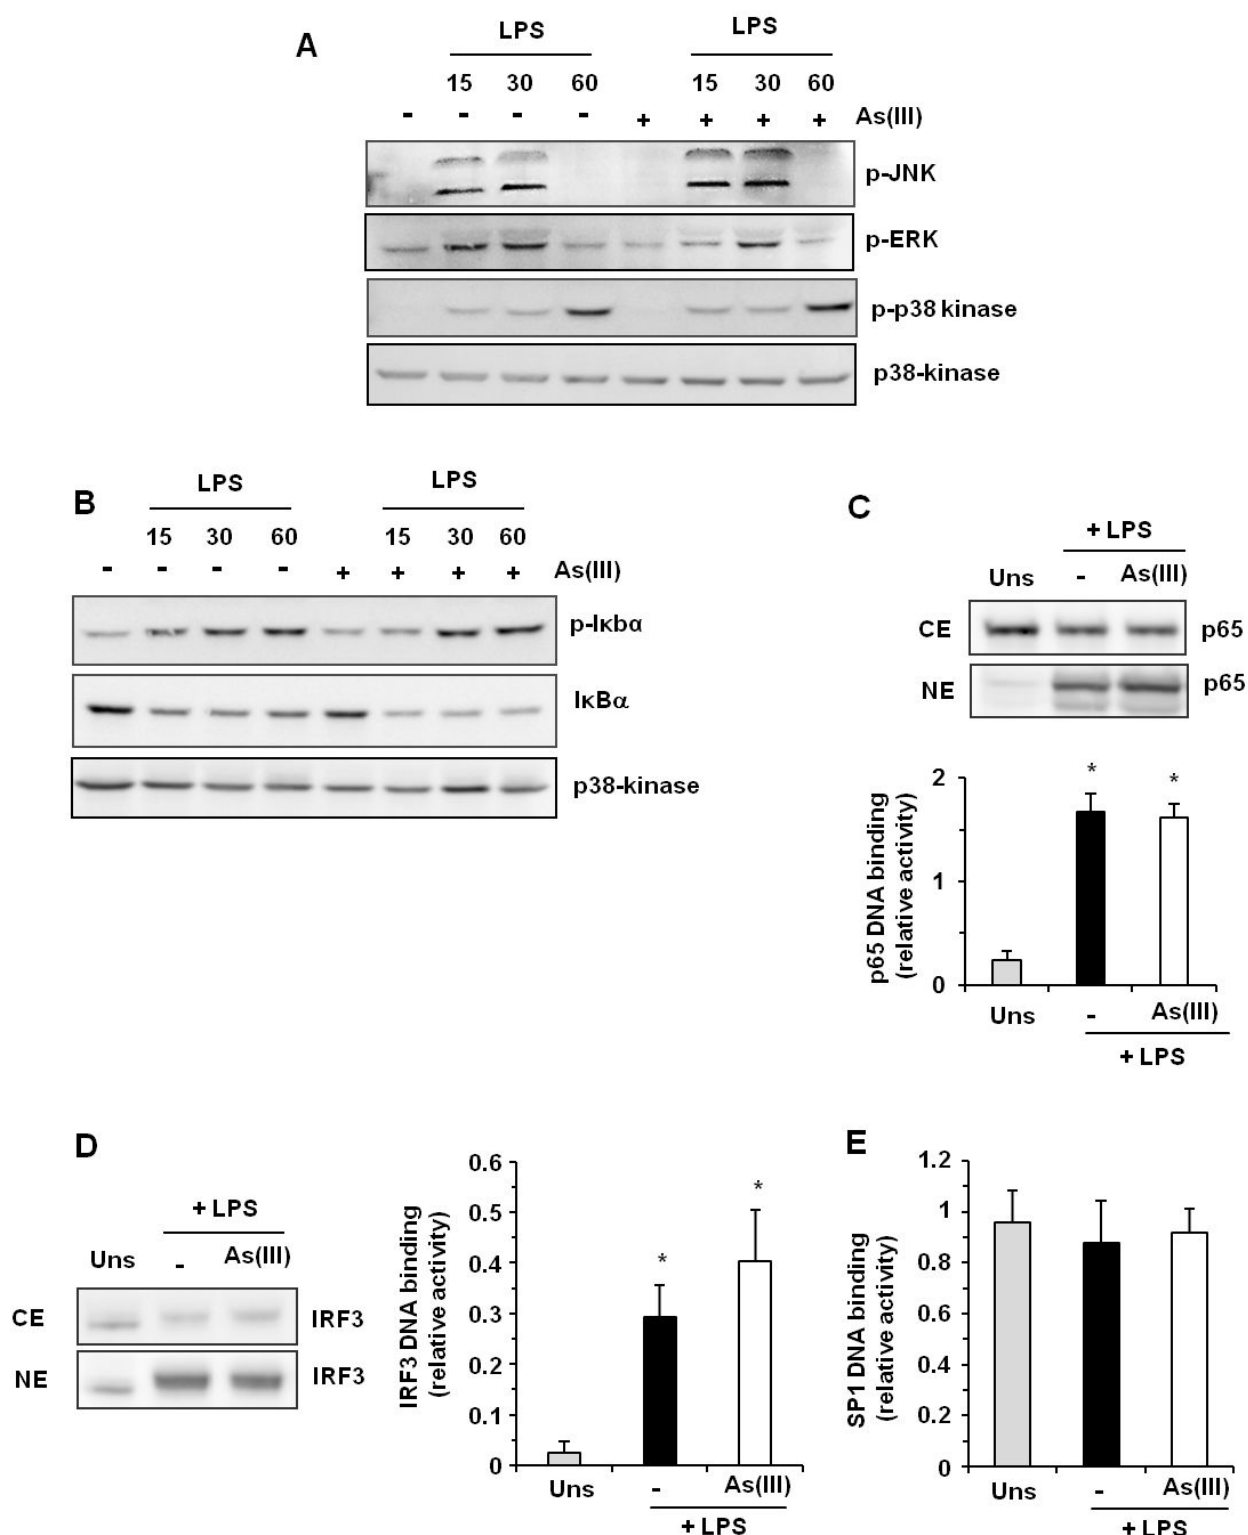 A
LPS LPS
15 30 60 15 30 60
- - - - + + + + As(III)
p-JNK
p-ERK
p-p38 kinase
p38-kinase
B
LPS LPS
15 30 60 15 30 60
- - - - + + + + As(III)
p-Iκbα
IκBα
p38-kinase
C
+ LPS
Uns - As(III)
CE p65
NE p65
p65 DNA binding
(relative activity)
2
1
0
* *
Uns - As(III)
+ LPS
D
+ LPS
Uns - As(III)
CE IRF3
NE IRF3
IRF3 DNA binding
(relative activity)
0.6
0.5
0.4
0.3
0.2
0.1
0
* *
Uns - As(III)
+ LPS
E
SP1 DNA binding
(relative activity)
1.2
1
0.8
0.6
0.4
0.2
0
Uns - As(III)
+ LPS